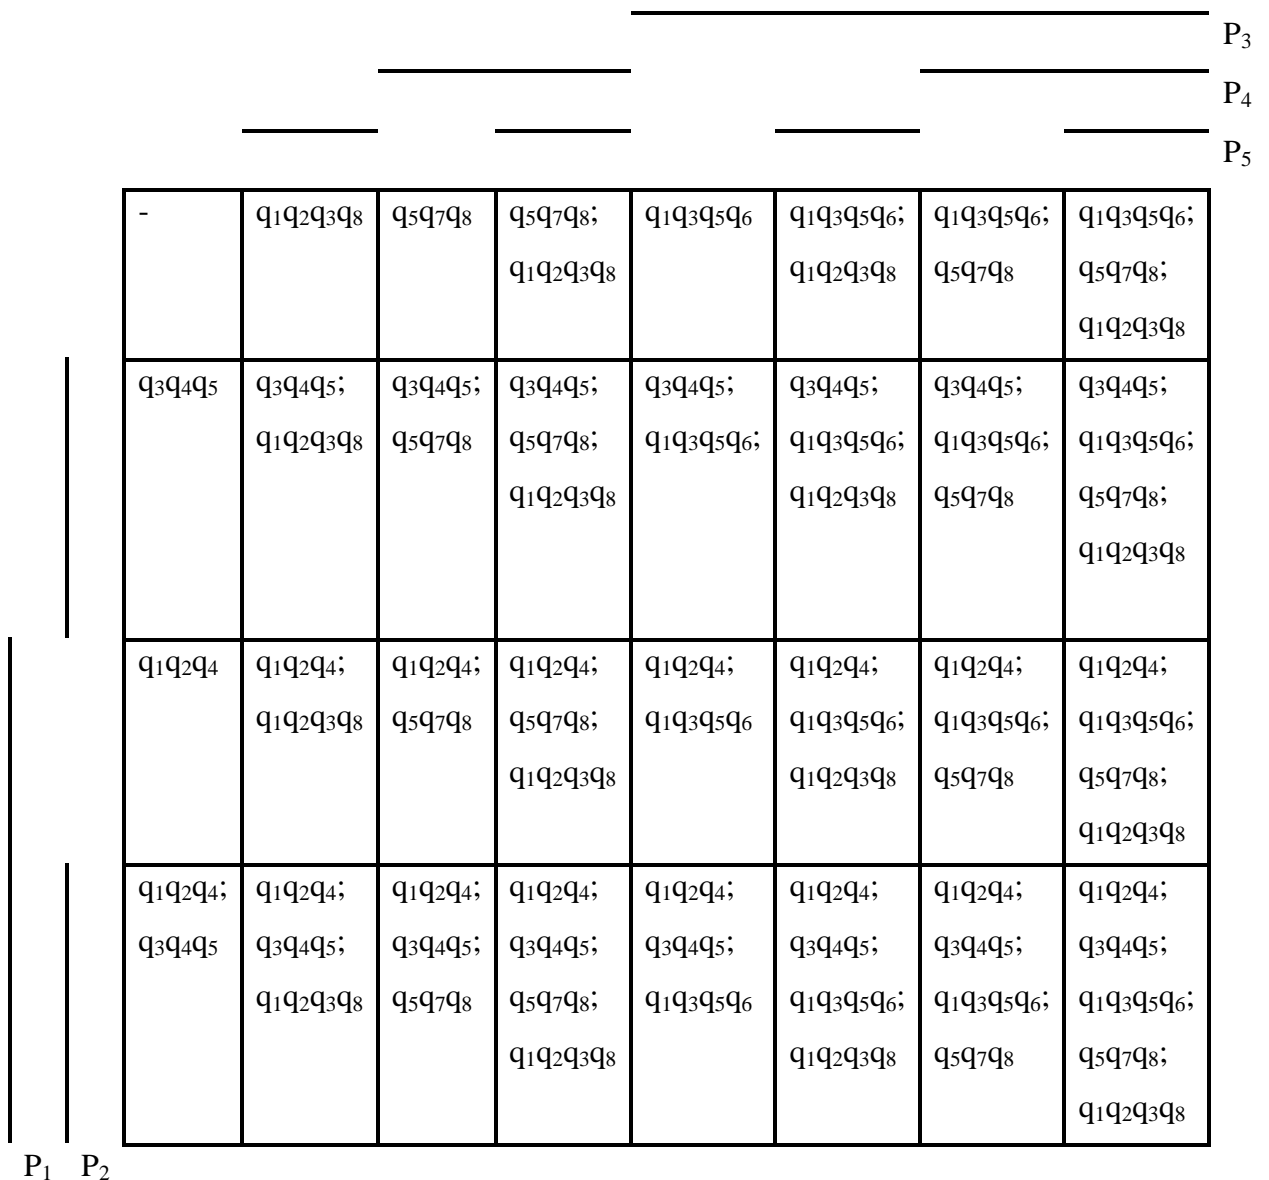 P₃
P₄
P₅
- q₁q₂q₃q₈ q₅q₇q₈ q₅q₇q₈; q₁q₃q₅q₆ q₁q₃q₅q₆; q₁q₃q₅q₆; q₁q₃q₅q₆;
q₁q₂q₃q₈ q₁q₂q₃q₈ q₅q₇q₈ q₅q₇q₈;
q₁q₂q₃q₈
q₃q₄q₅ q₃q₄q₅; q₃q₄q₅; q₃q₄q₅; q₃q₄q₅; q₃q₄q₅; q₃q₄q₅; q₃q₄q₅;
q₁q₂q₃q₈ q₅q₇q₈ q₅q₇q₈; q₁q₃q₅q₆; q₁q₃q₅q₆; q₁q₃q₅q₆; q₁q₃q₅q₆;
q₁q₂q₃q₈ q₁q₂q₃q₈ q₅q₇q₈ q₅q₇q₈;
q₁q₂q₃q₈
q₁q₂q₄ q₁q₂q₄; q₁q₂q₄; q₁q₂q₄; q₁q₂q₄; q₁q₂q₄; q₁q₂q₄; q₁q₂q₄;
q₁q₂q₃q₈ q₅q₇q₈ q₅q₇q₈; q₁q₃q₅q₆ q₁q₃q₅q₆; q₁q₃q₅q₆; q₁q₃q₅q₆;
q₁q₂q₃q₈ q₁q₂q₃q₈ q₅q₇q₈ q₅q₇q₈;
q₁q₂q₃q₈
q₁q₂q₄; q₁q₂q₄; q₁q₂q₄; q₁q₂q₄; q₁q₂q₄; q₁q₂q₄; q₁q₂q₄; q₁q₂q₄;
q₃q₄q₅ q₃q₄q₅; q₃q₄q₅; q₃q₄q₅; q₃q₄q₅; q₃q₄q₅; q₃q₄q₅; q₃q₄q₅;
q₁q₂q₃q₈ q₅q₇q₈ q₅q₇q₈; q₁q₃q₅q₆ q₁q₃q₅q₆; q₁q₃q₅q₆; q₁q₃q₅q₆;
q₁q₂q₃q₈ q₁q₂q₃q₈ q₅q₇q₈ q₅q₇q₈;
q₁q₂q₃q₈
P₁ P₂